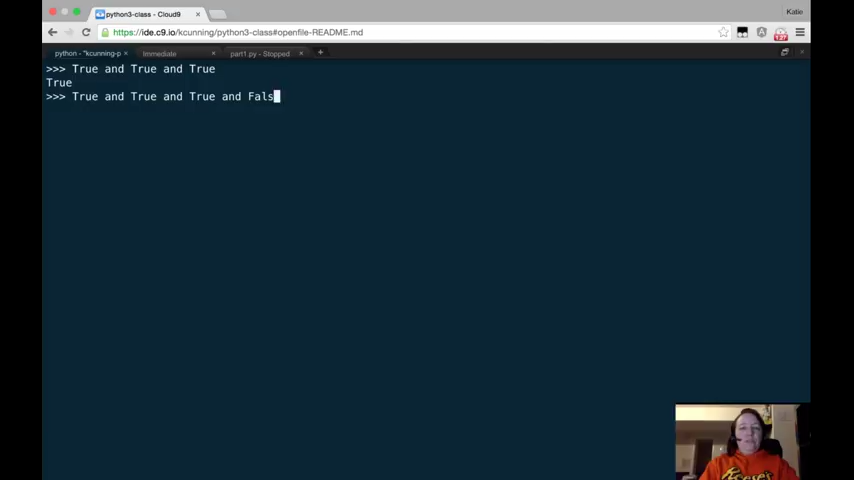 python3-class - Cloud9
Katie
https://ide.c9.io/kcunning/python3-class#openfile-README.md
python - "kcunning-p
Immediate
part1.py - Stopped
>>> True and True and True
True
>>> True and True and True and Fals
Reese's